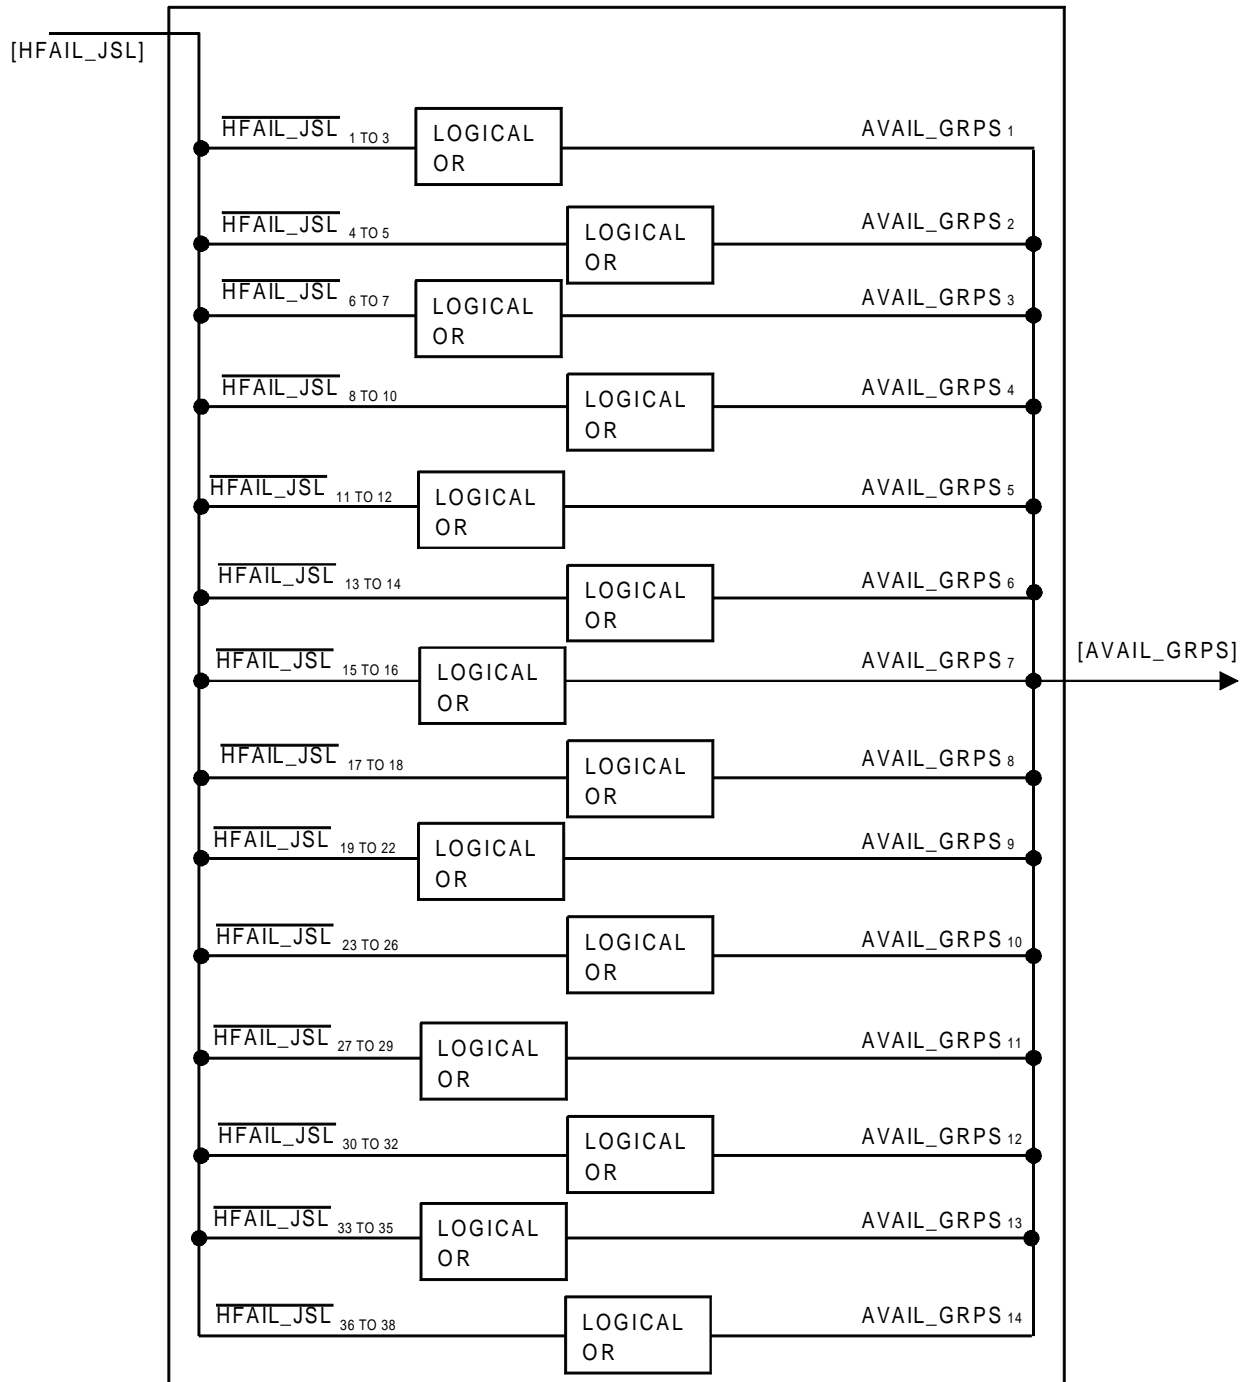 [HFAIL_JSL]
HFAIL_JSL 1 TO 3 LOGICAL OR AVAIL_GRPS 1
HFAIL_JSL 4 TO 5 LOGICAL OR AVAIL_GRPS 2
HFAIL_JSL 6 TO 7 LOGICAL OR AVAIL_GRPS 3
HFAIL_JSL 8 TO 10 LOGICAL OR AVAIL_GRPS 4
HFAIL_JSL 11 TO 12 LOGICAL OR AVAIL_GRPS 5
HFAIL_JSL 13 TO 14 LOGICAL OR AVAIL_GRPS 6
HFAIL_JSL 15 TO 16 LOGICAL OR AVAIL_GRPS 7
[AVAIL_GRPS]
HFAIL_JSL 17 TO 18 LOGICAL OR AVAIL_GRPS 8
HFAIL_JSL 19 TO 22 LOGICAL OR AVAIL_GRPS 9
HFAIL_JSL 23 TO 26 LOGICAL OR AVAIL_GRPS 10
HFAIL_JSL 27 TO 29 LOGICAL OR AVAIL_GRPS 11
HFAIL_JSL 30 TO 32 LOGICAL OR AVAIL_GRPS 12
HFAIL_JSL 33 TO 35 LOGICAL OR AVAIL_GRPS 13
HFAIL_JSL 36 TO 38 LOGICAL OR AVAIL_GRPS 14